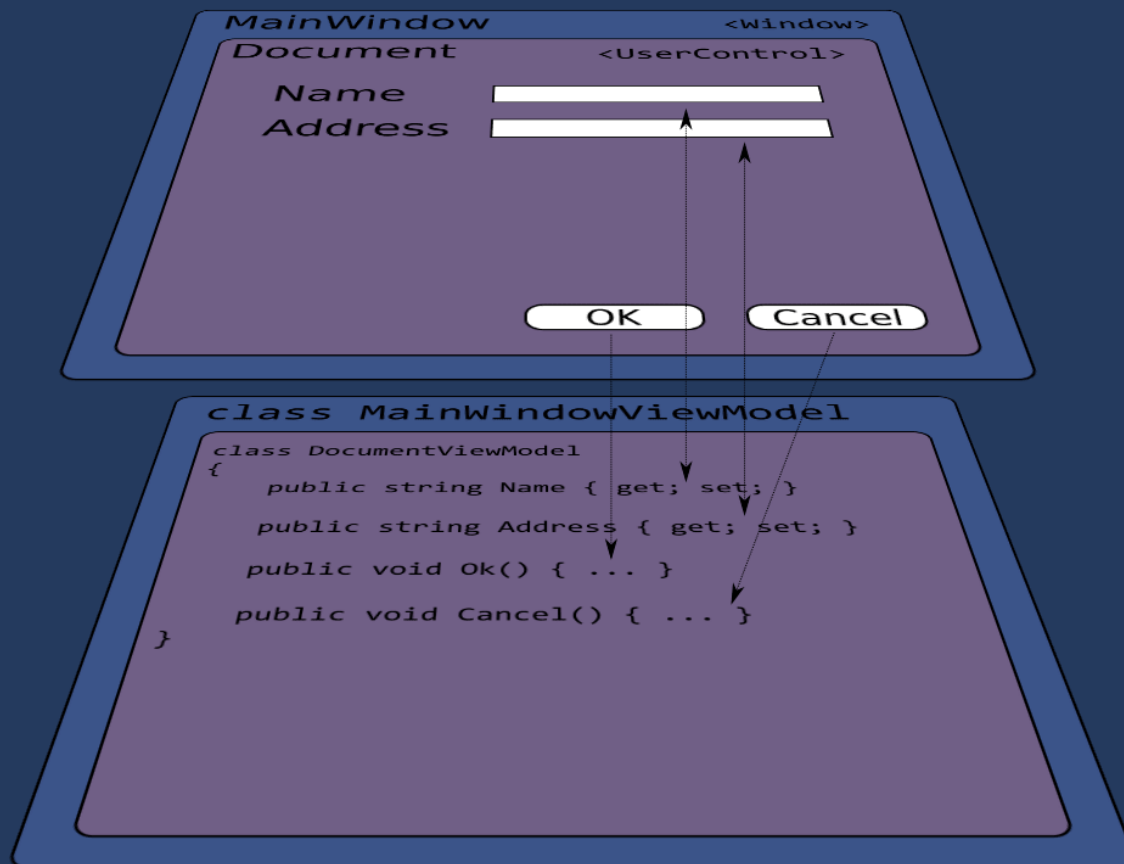 MainWindow <Window>
Document <UserControl>
Name
Address
OK Cancel
class MainWindowViewModel
class DocumentViewModel
{
public string Name { get; set; }
public string Address { get; set; }
public void Ok() { ... }
public void Cancel() { ... }
}